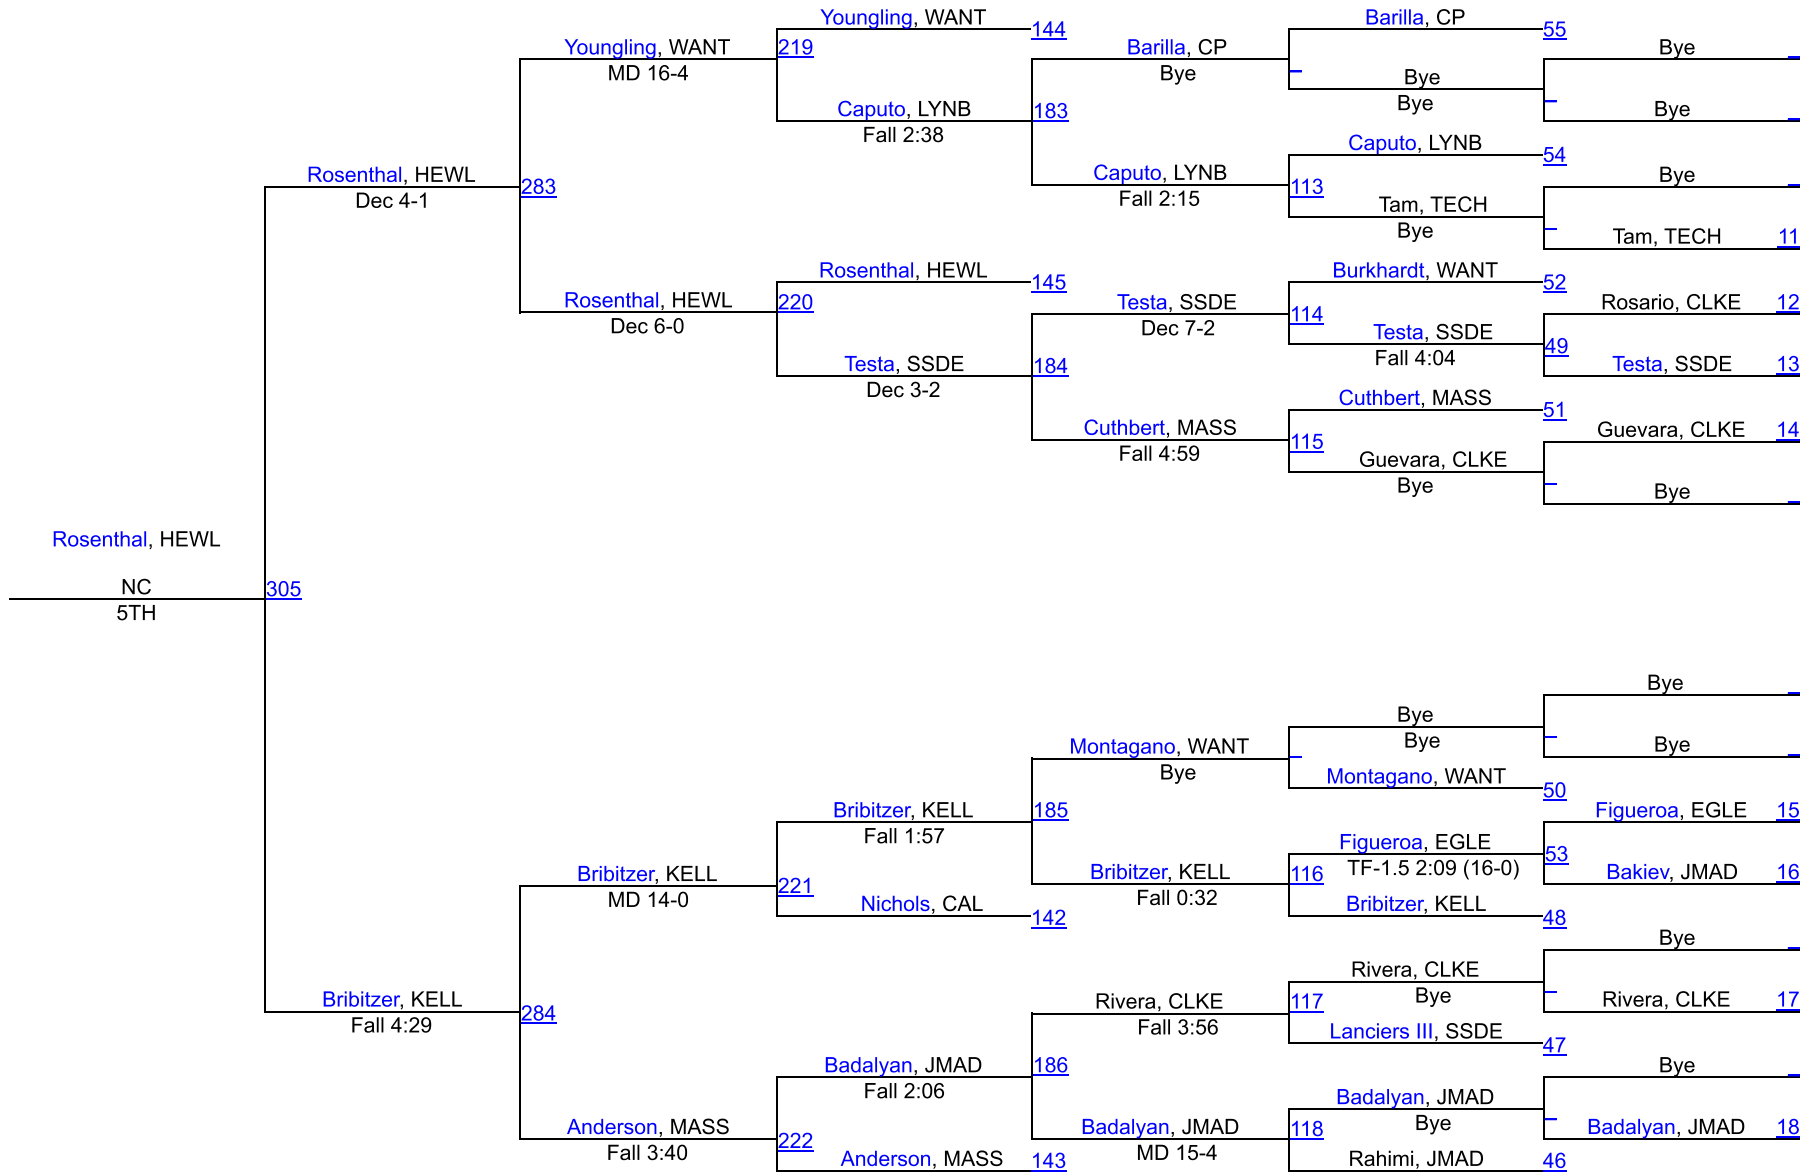 Youngling, WANT
144
Barilla, CP
55
Youngling, WANT
219
MD 16-4
Barilla, CP
Bye
Bye
Bye
Bye
Caputo, LYNB
183
Fall 2:38
Bye
Caputo, LYNB
54
Rosenthal, HEWL
283
Dec 4-1
Caputo, LYNB
113
Fall 2:15
Bye
Tam, TECH
Bye
Tam, TECH
11
Rosenthal, HEWL
145
Burkhardt, WANT
52
Rosenthal, HEWL
220
Dec 6-0
Testa, SSDE
114
Dec 7-2
Rosario, CLKE
12
Testa, SSDE
49
Fall 4:04
Testa, SSDE
184
Dec 3-2
Testa, SSDE
13
Cuthbert, MASS
51
Cuthbert, MASS
115
Fall 4:59
Guevara, CLKE
14
Guevara, CLKE
Bye
Bye
Rosenthal, HEWL
NC
305
5TH
Bye
Bye
Bye
Montagano, WANT
Bye
Bye
Montagano, WANT
50
Bribitzer, KELL
185
Fall 1:57
Figueroa, EGLE
15
Figueroa, EGLE
53
TF-1.5 2:09 (16-0)
Bribitzer, KELL
221
MD 14-0
Bribitzer, KELL
116
Fall 0:32
Bakiev, JMAD
16
Nichols, CAL
142
Bribitzer, KELL
48
Bye
Rivera, CLKE
Bye
Bribitzer, KELL
284
Fall 4:29
Rivera, CLKE
117
Fall 3:56
Rivera, CLKE
17
Lanciers III, SSDE
47
Badalyan, JMAD
186
Fall 2:06
Bye
Badalyan, JMAD
Bye
Anderson, MASS
222
Fall 3:40
Badalyan, JMAD
118
MD 15-4
Badalyan, JMAD
18
Anderson, MASS
143
Rahimi, JMAD
46